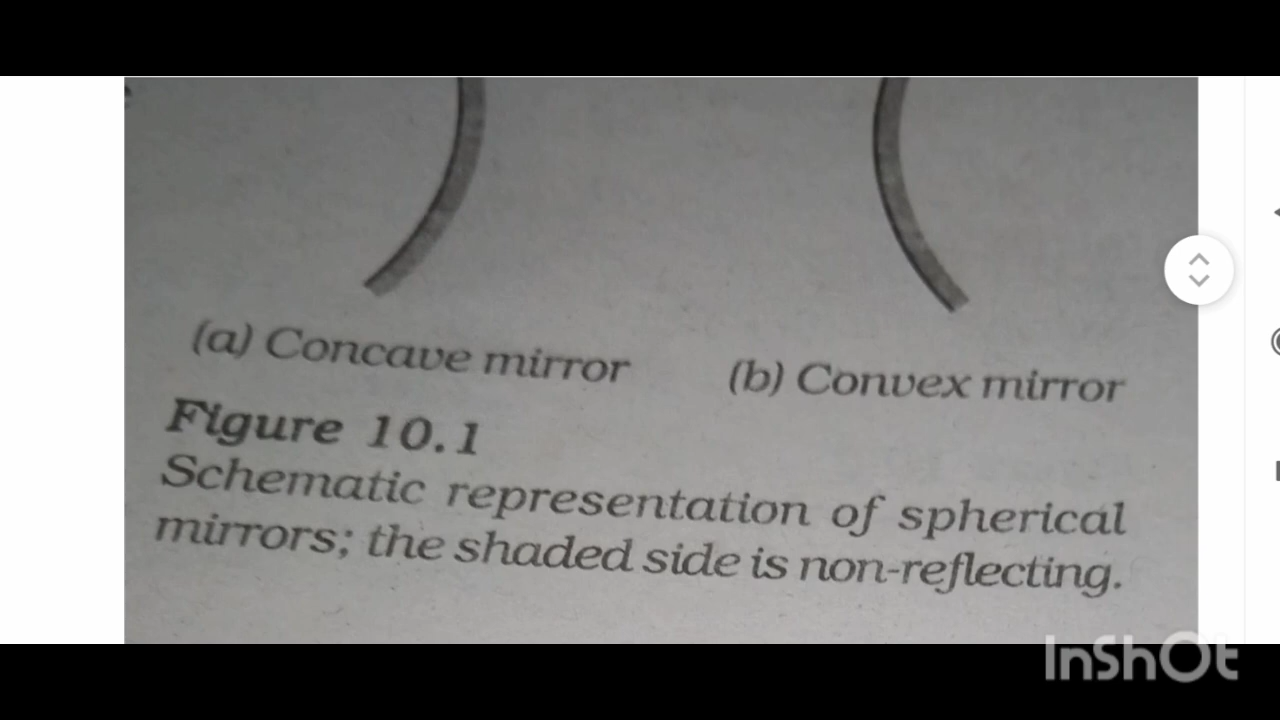 (a) Concave mirror
(b) Convex mirror
Figure 10.1
Schematic representation of spherical
mirrors; the shaded side is non-reflecting.
InShOt